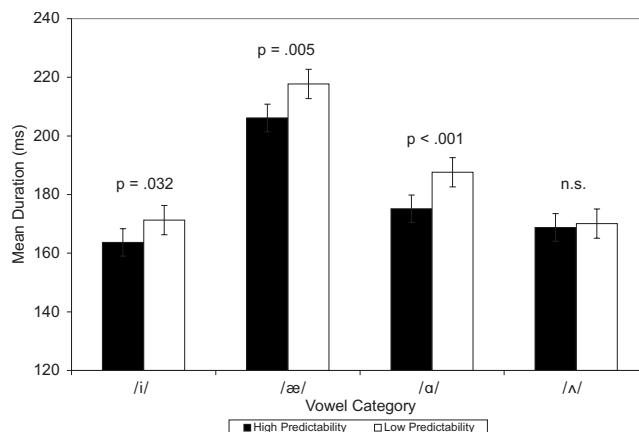 240
220
200
180
160
140
120
Mean Duration (ms)
p = .032
p = .005
p < .001
n.s.
/i/
/æ/
/ɑ/
/ʌ/
Vowel Category
High Predictability
Low Predictability